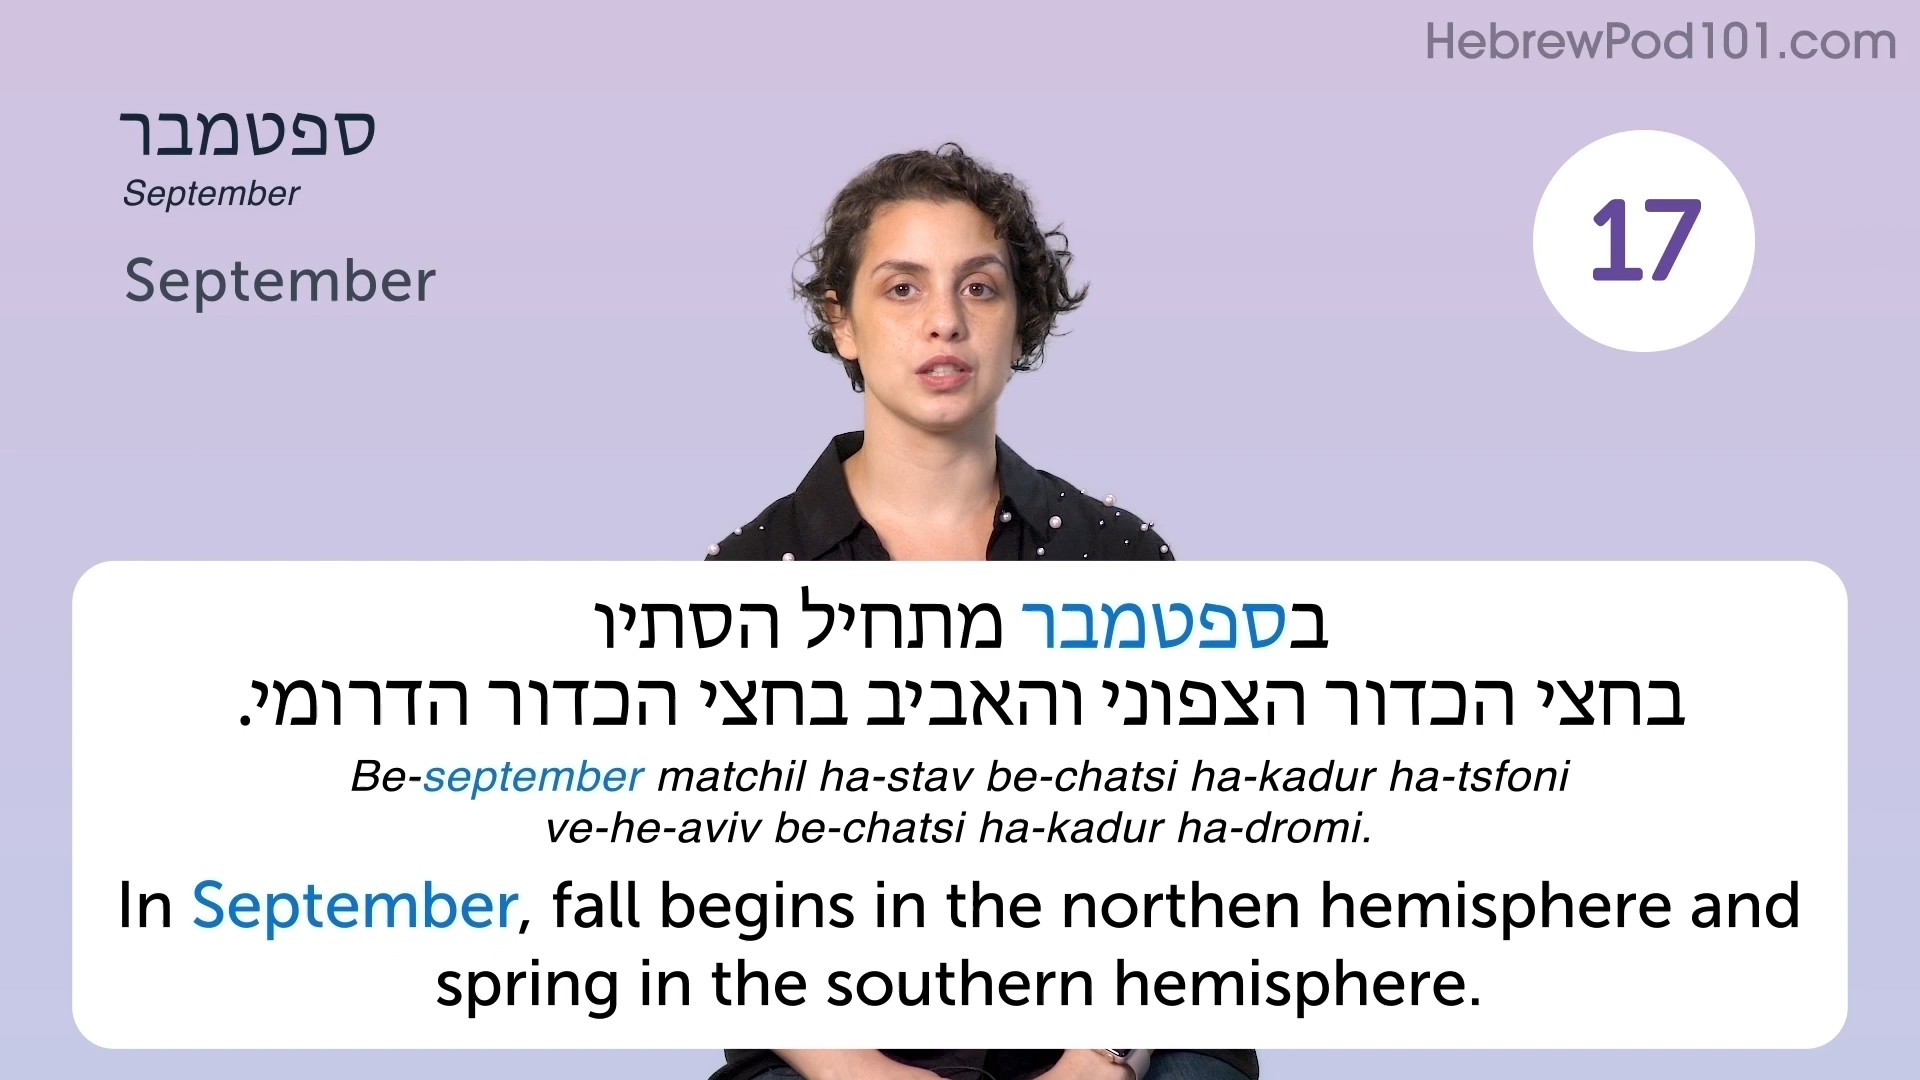 HebrewPod101.com
ספטמבר
September
September
17
בספטמבר מתחיל הסתיו
בחצי הכדור הצפוני והאביב בחצי הכדור הדרומי.
Be-september matchil ha-stav be-chatsi ha-kadur ha-tsfoni
ve-he-aviv be-chatsi ha-kadur ha-dromi.
In September, fall begins in the northen hemisphere and
spring in the southern hemisphere.